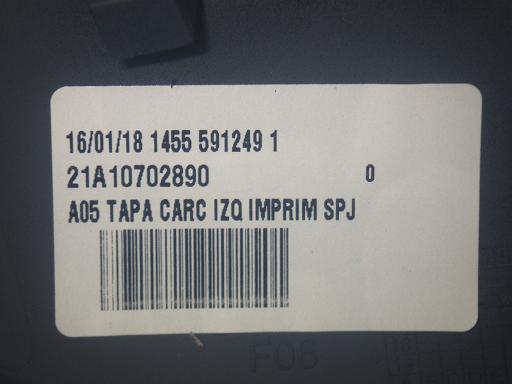 16/01/18 1455 591249 1
21A10702890 0
A05 TAPA CARC IZQ IMPRIM SPJ
F06